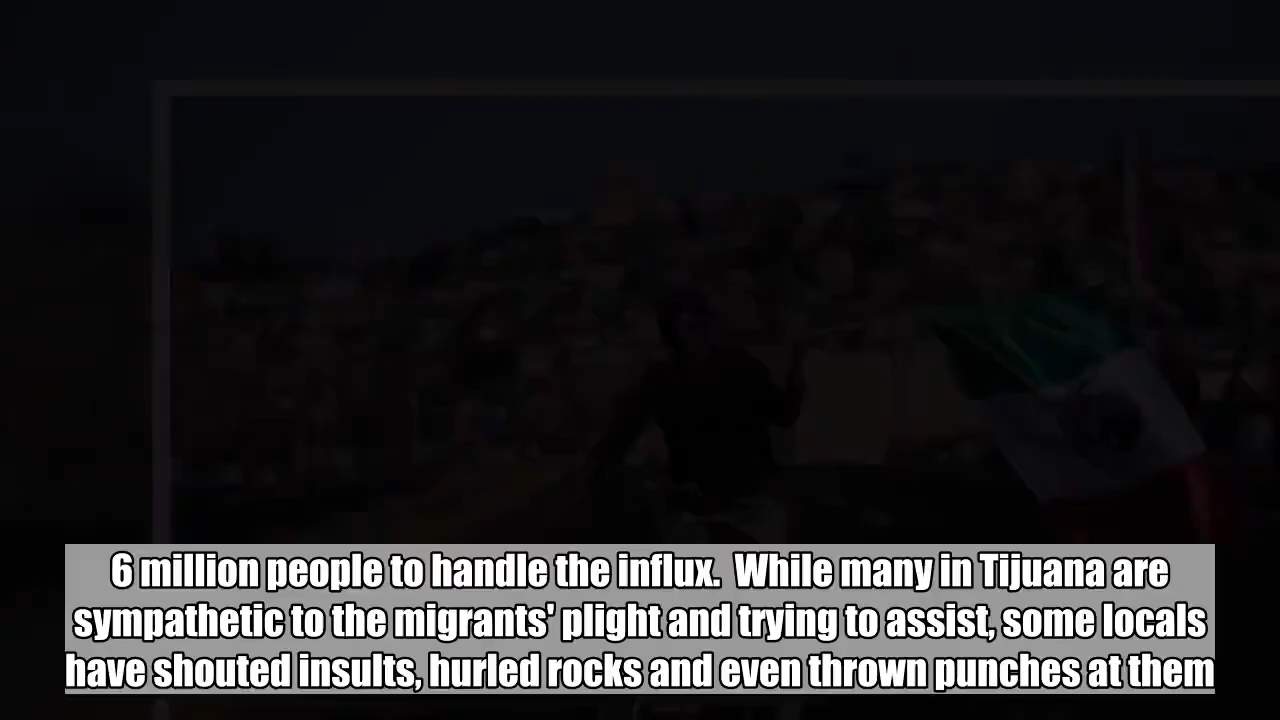 6 million people to handle the influx.  While many in Tijuana are
sympathetic to the migrants' plight and trying to assist, some locals
have shouted insults, hurled rocks and even thrown punches at them